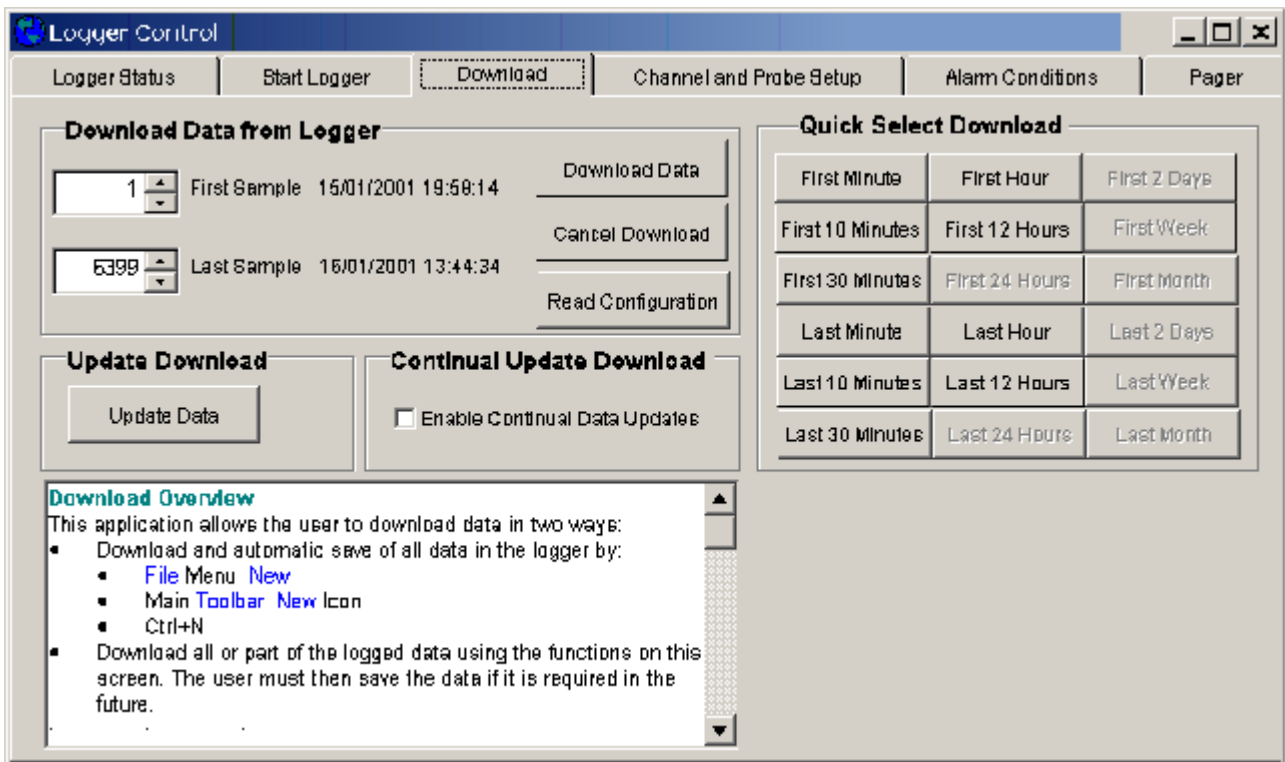 Logger Control
Logger Status Start Logger Download Channel and Probe Setup Alarm Conditions Pager
Download Data from Logger
1 First Sample 15/01/2001 19:58:14
6399 Last Sample 16/01/2001 13:44:34
Download Data
Cancel Download
Read Configuration
Quick Select Download
First Minute First Hour First 2 Days
First 10 Minutes First 12 Hours First Week
First 30 Minutes First 24 Hours First Month
Last Minute Last Hour Last 2 Days
Last 10 Minutes Last 12 Hours Last Week
Last 30 Minutes Last 24 Hours Last Month
Update Download
Update Data
Continual Update Download
Enable Continual Data Updates
Download Overview
This application allows the user to download data in two ways:
• Download and automatic save of all data in the logger by:
• File Menu New
• Main Toolbar New Icon
• Ctrl+N
• Download all or part of the logged data using the functions on this
screen. The user must then save the data if it is required in the
future.